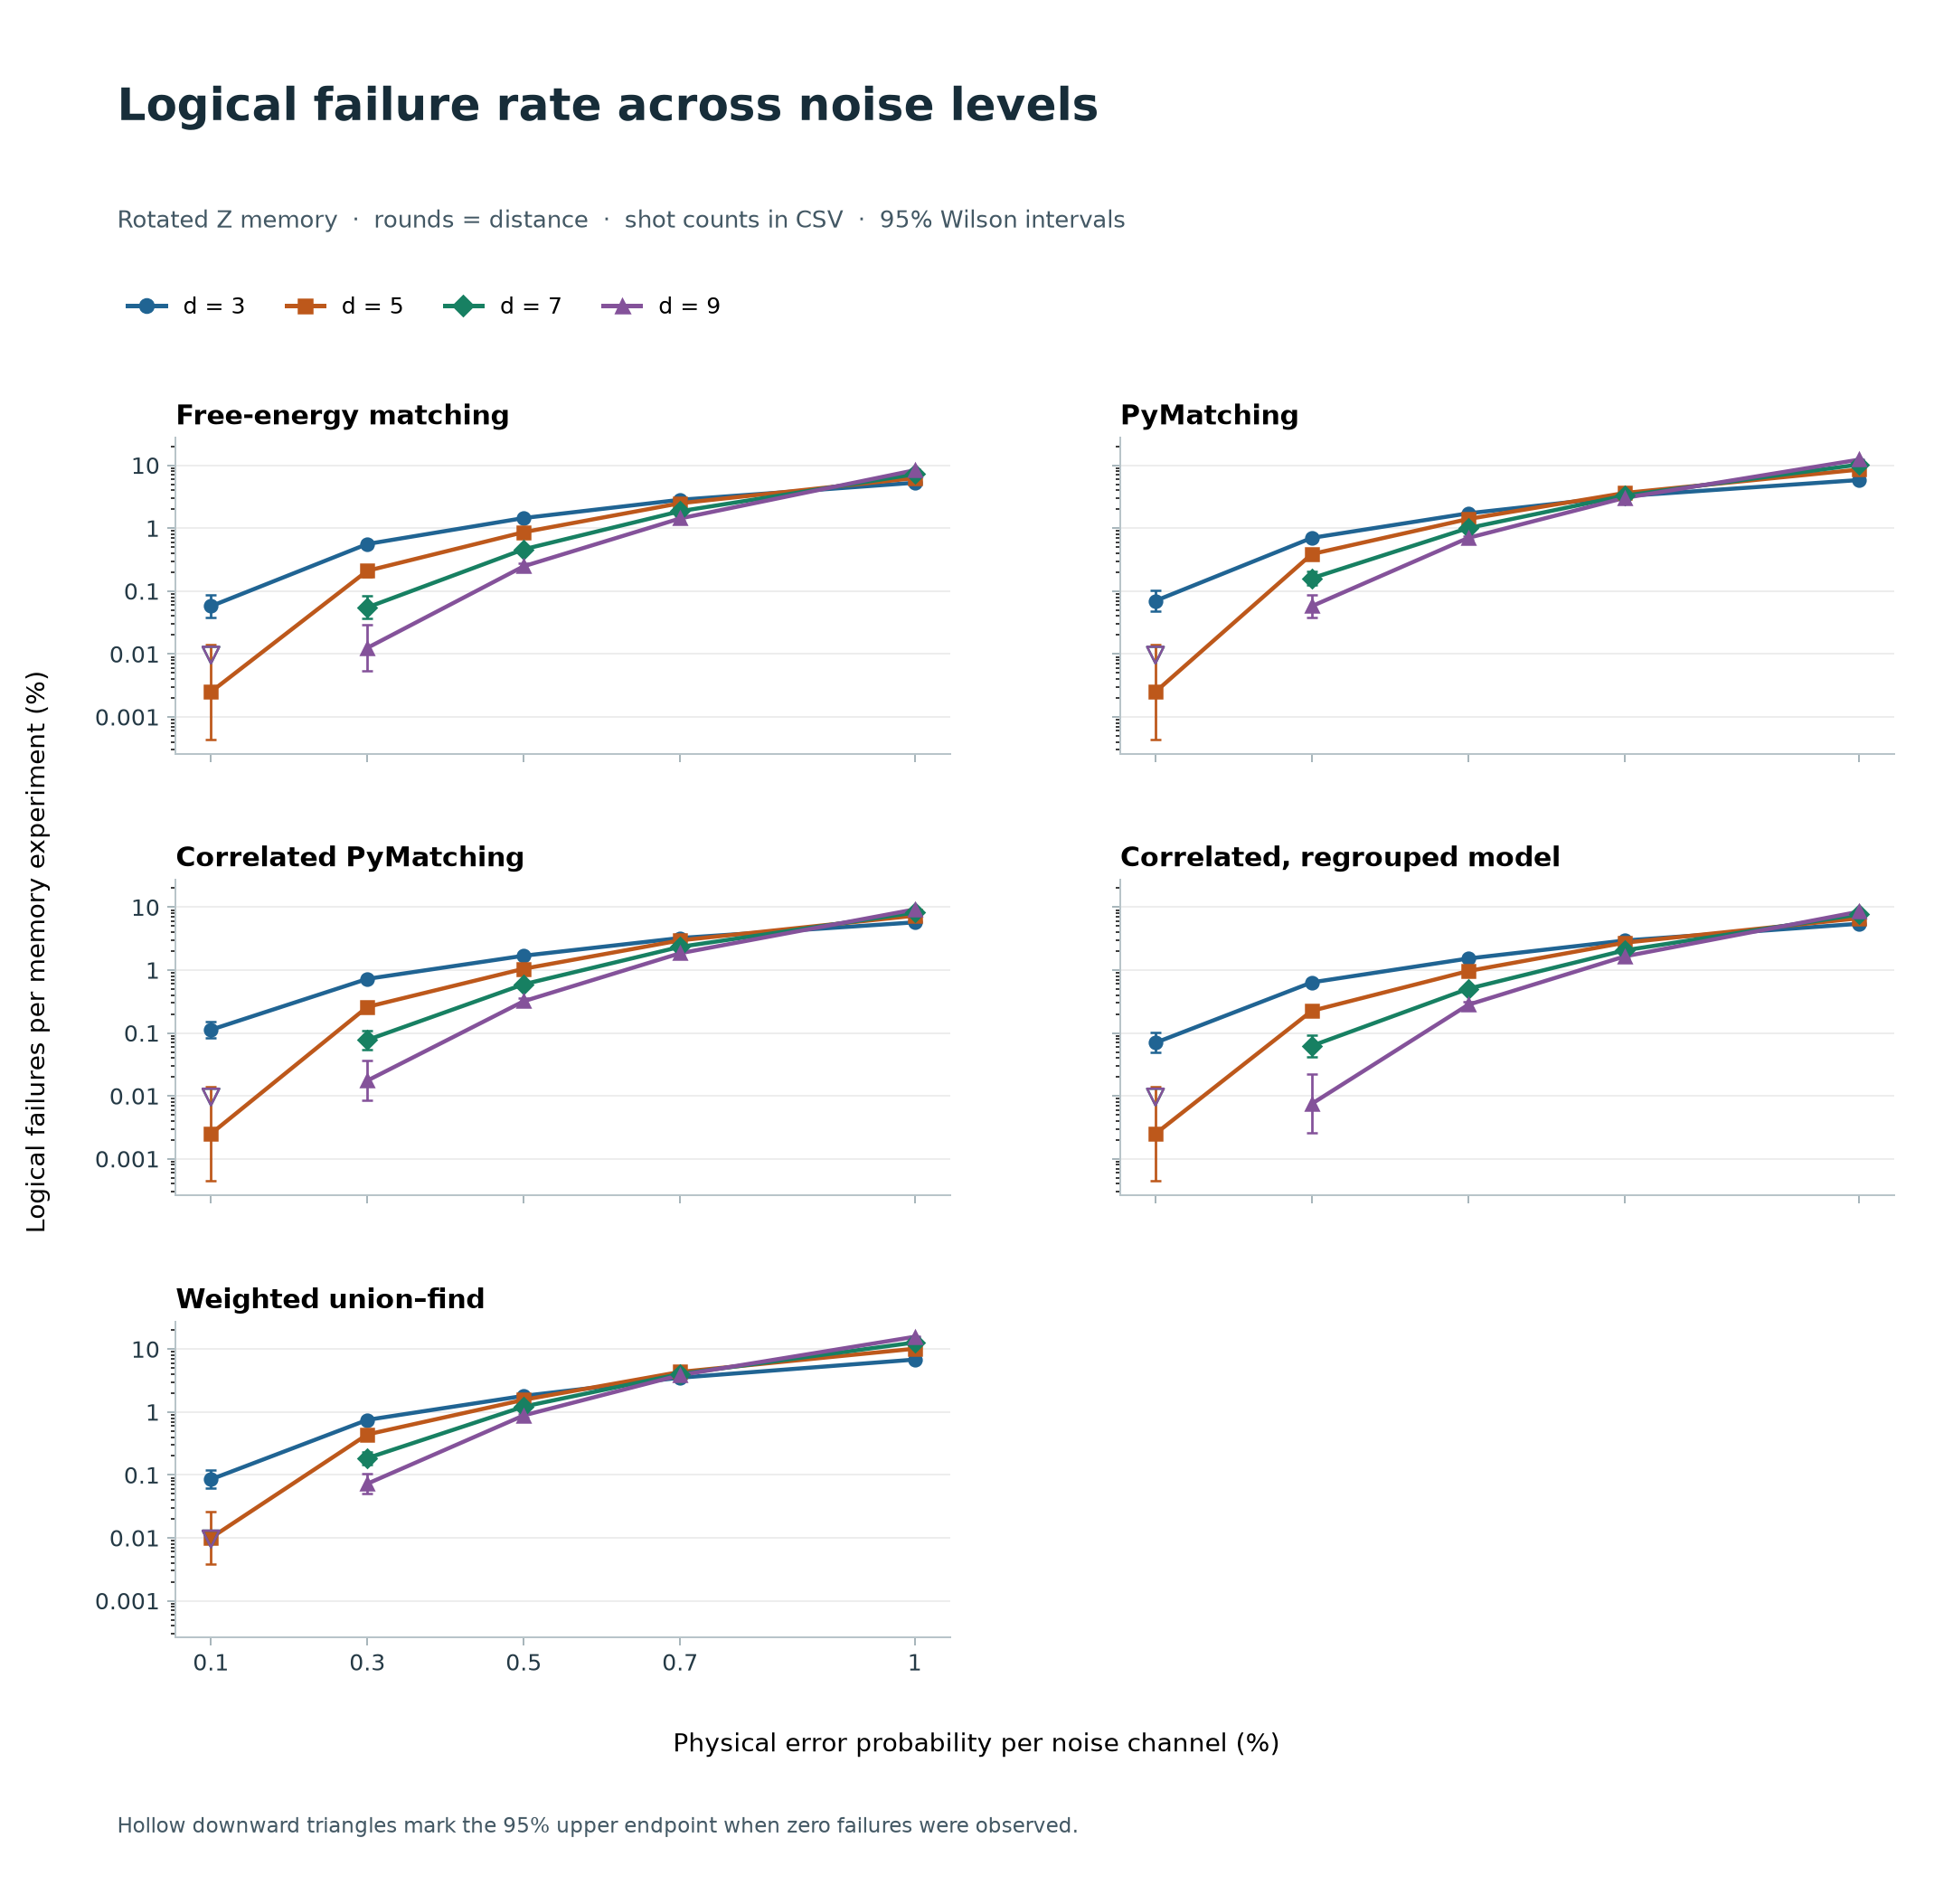 Logical failure rate across noise levels
Rotated Z memory · rounds = distance · shot counts in CSV · 95% Wilson intervals
d = 3 d = 5 d = 7 d = 9
Free-energy matching
PyMatching
10
1
0.1
0.01
0.001
Logical failures per memory experiment (%)
Correlated PyMatching
Correlated, regrouped model
10
1
0.1
0.01
0.001
Weighted union–find
10
1
0.1
0.01
0.001
0.1 0.3 0.5 0.7 1
Physical error probability per noise channel (%)
Hollow downward triangles mark the 95% upper endpoint when zero failures were observed.